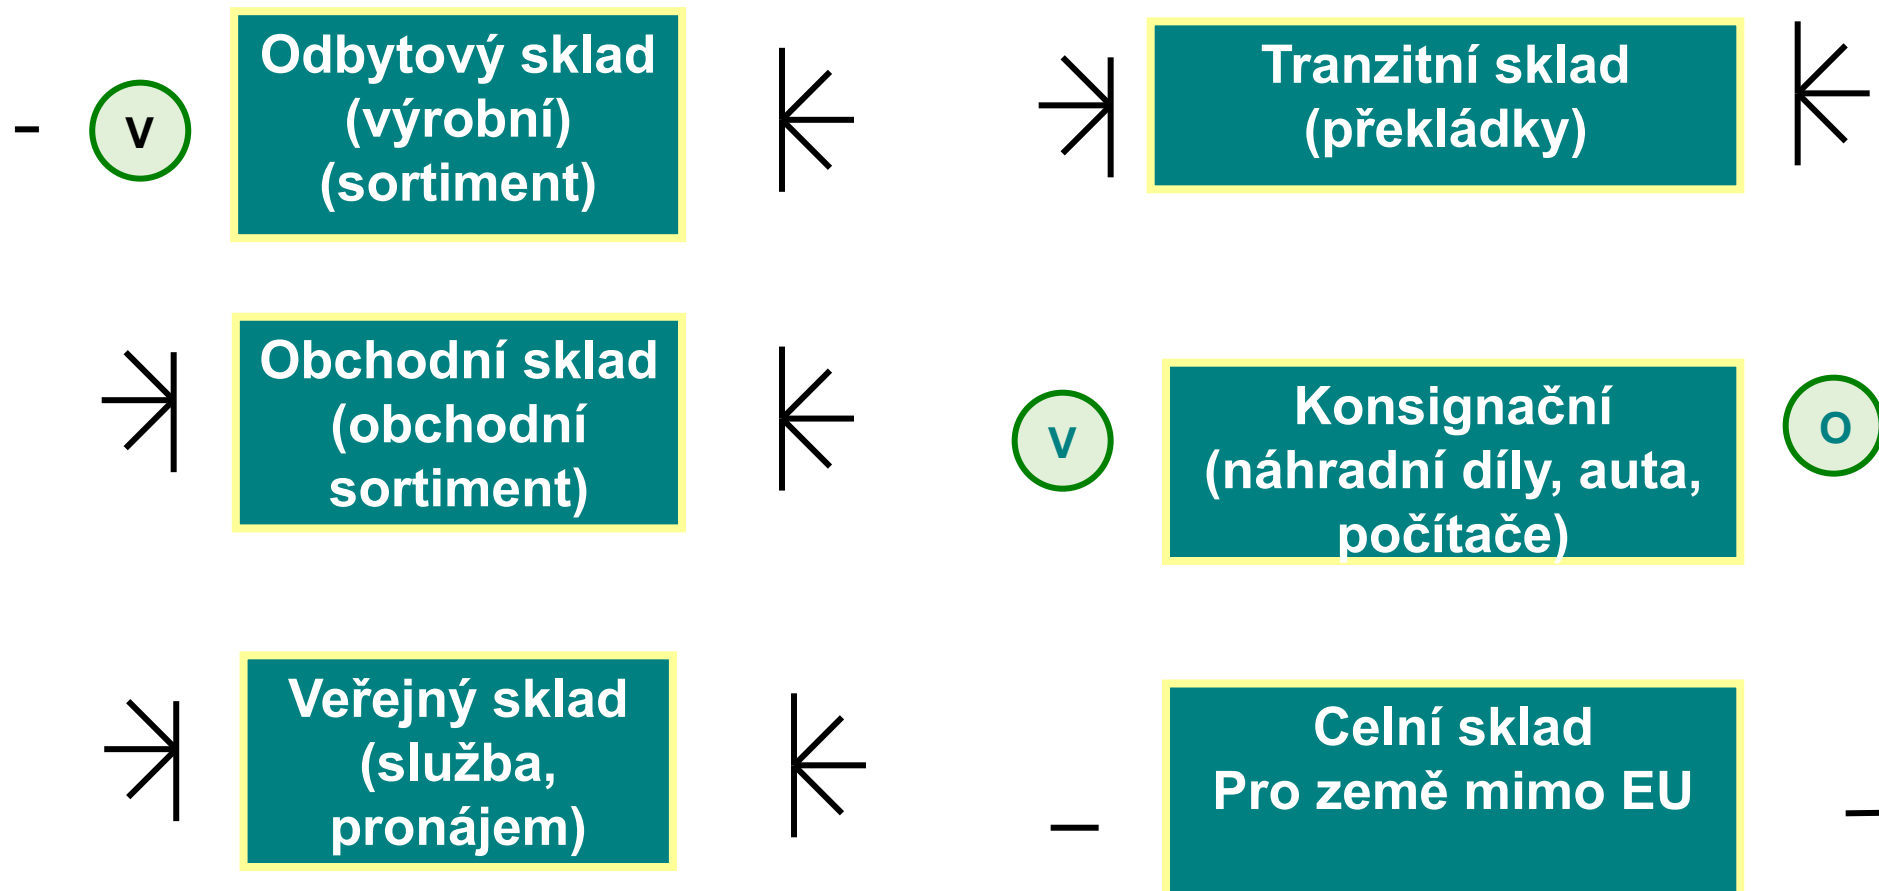 V
Odbytový sklad
(výrobní)
(sortiment)
Tranzitní sklad
(překládky)
Obchodní sklad
(obchodní
sortiment)
V
Konsignační
(náhradní díly, auta,
počítače)
O
Veřejný sklad
(služba,
pronájem)
Celní sklad
Pro země mimo EU